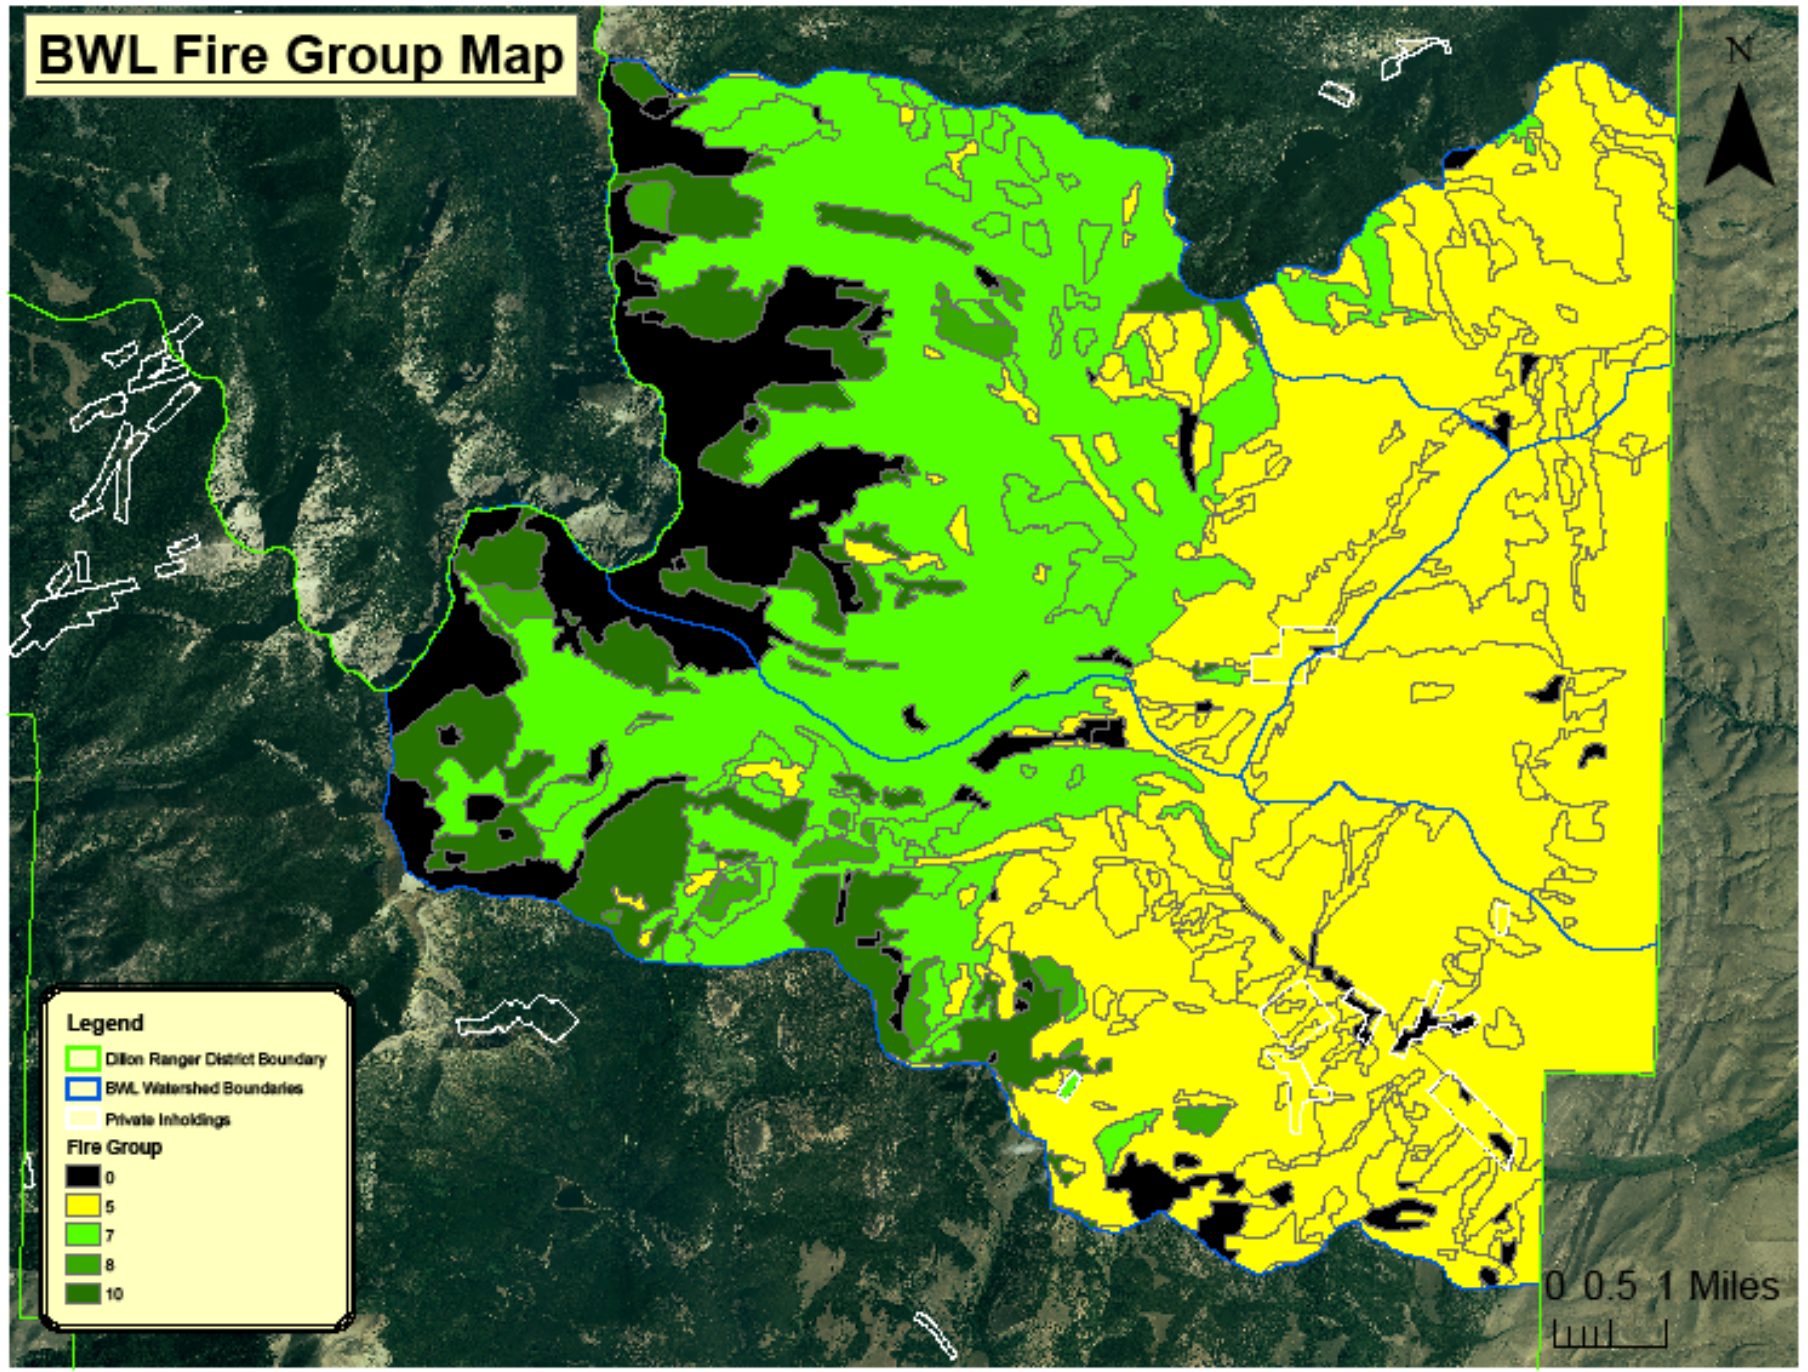 BWL Fire Group Map
N
Legend
Dillon Ranger District Boundary
BWL Watershed Boundaries
Private Inholdings
Fire Group
0
5
7
8
10
0 0.5 1 Miles